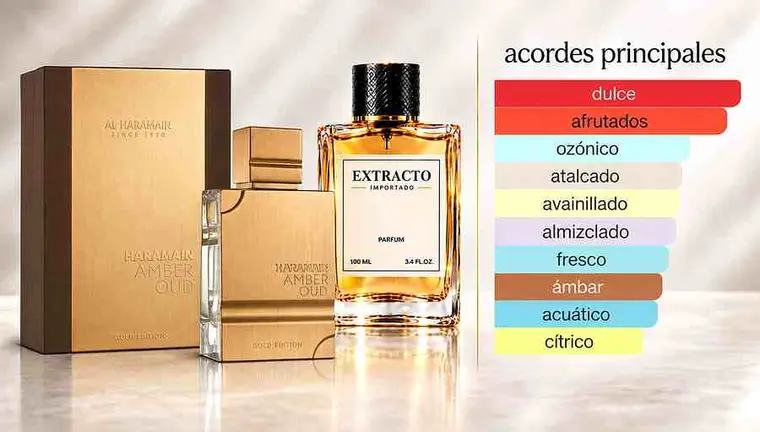 AL HARAMAIN
SINCE 1970
HARAMAIN
AMBER
OUD
GOLD EDITION
HARAMAIN
AMBER
OUD
GOLD EDITION
EXTRACTO
IMPORTADO
PARFUM
100 ML 3.4 FL.OZ.
acordes principales
dulce
afrutados
ozónico
atalcado
avainillado
almizclado
fresco
ámbar
acuático
cítrico